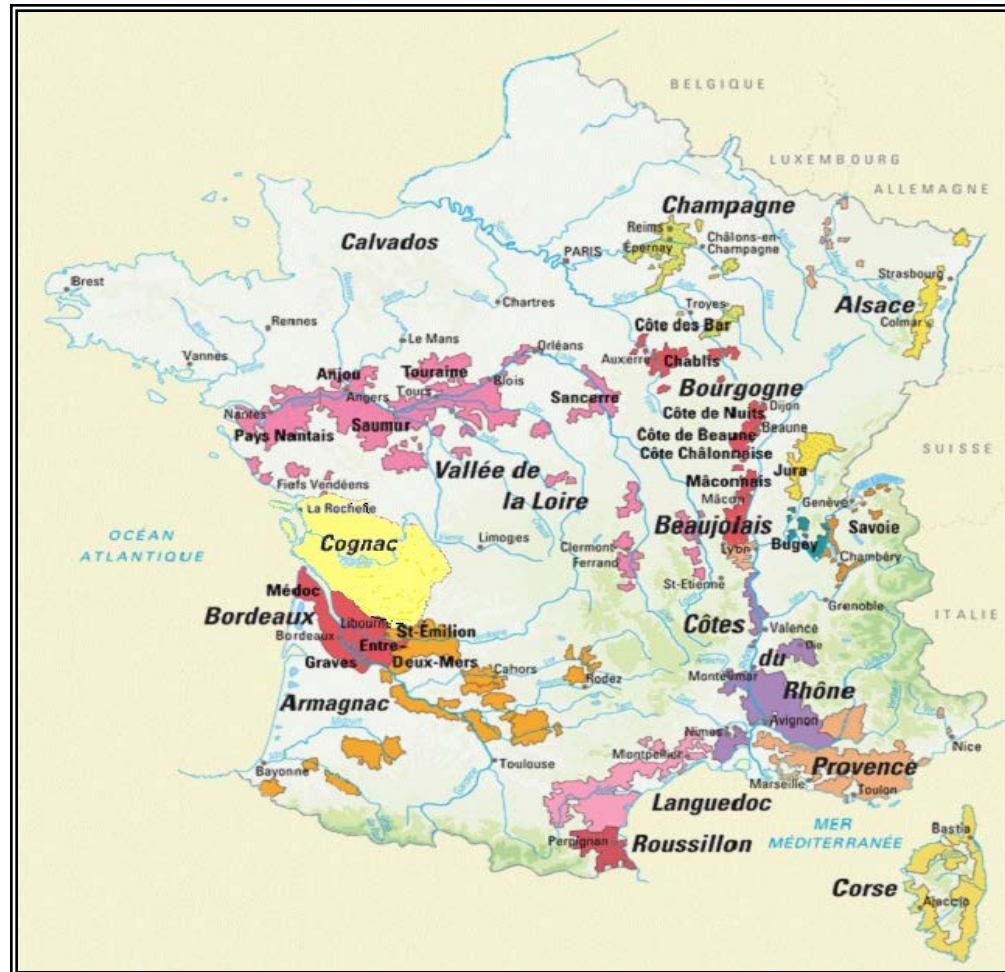 BELGIQUE
LUXEMBOURG
ALLEMAGNE
Champagne
Reims
Épernay
Châlons-en-
Champagne
Calvados
PARIS
Strasbourg
Brest
Chartres
Troyes
Alsace
Colmar
Rennes
Côte des Bar
Le Mans
Orléans
Auxerre
Chablis
Vannes
Anjou
Touraine
Blois
Bourgogne
Angers
Tours
Sancerre
Dijon
Nantes
Côte de Nuits
Saumur
Beaune
Pays Nantais
Côte de Beaune
SUISSE
Côte Châlonnaise
Vallée de
la Loire
Jura
Mâconnais
Fiefs Vendéens
Mâcon
Genève
La Rochelle
OCÉAN
ATLANTIQUE
Cognac
Vienne
Limoges
Beaujolais
Savoie
Clermont
Ferrand
Lyon
Bugey
Chambéry
St-Etienne
Médoc
Grenoble
ITALIE
Bordeaux
Libourne
St-Émilion
Côtes
du
Rhône
Valence
Bordeaux
Entre-
Deux-Mers
Die
Graves
Cahors
Montelimar
Rodez
Armagnac
Avignon
Nîmes
Nice
Montpellier
Provence
Bayonne
Toulouse
Marseille
Toulon
Languedoc
MER
MÉDITERRANÉE
Perpignan
Roussillon
Bastia
Corse
Ajaccio